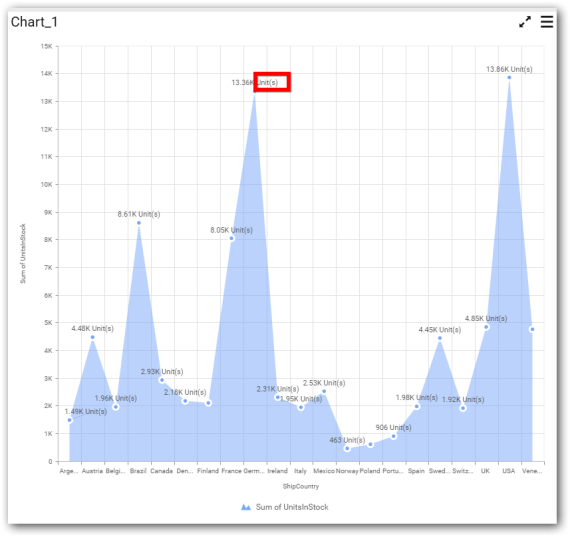 Chart_1
15K
14K
13.86K Unit(s)
13.36K Unit(s)
13K
12K
11K
10K
9K
8.61K Unit(s)
8.05K Unit(s)
8K
7K
6K
5K
4.85K Unit(s)
4.48K Unit(s)
4.45K Unit(s)
4K
3K
2.93K Unit(s)
2.53K Unit(s)
2.31K Unit(s)
2.16K Unit(s)
2K
1.96K Unit(s)
1.95K Unit(s)
1.98K Unit(s)
1.92K Unit(s)
1.49K Unit(s)
906 Unit(s)
1K
463 Unit(s)
0
Sum of UnitsInStock
Arge... Austria Belgi... Brazil Canada Den... Finland France Germ... Ireland Italy Mexico Norway Poland Portu... Spain Swed... Switz... UK USA Vene...
ShipCountry
Sum of UnitsInStock